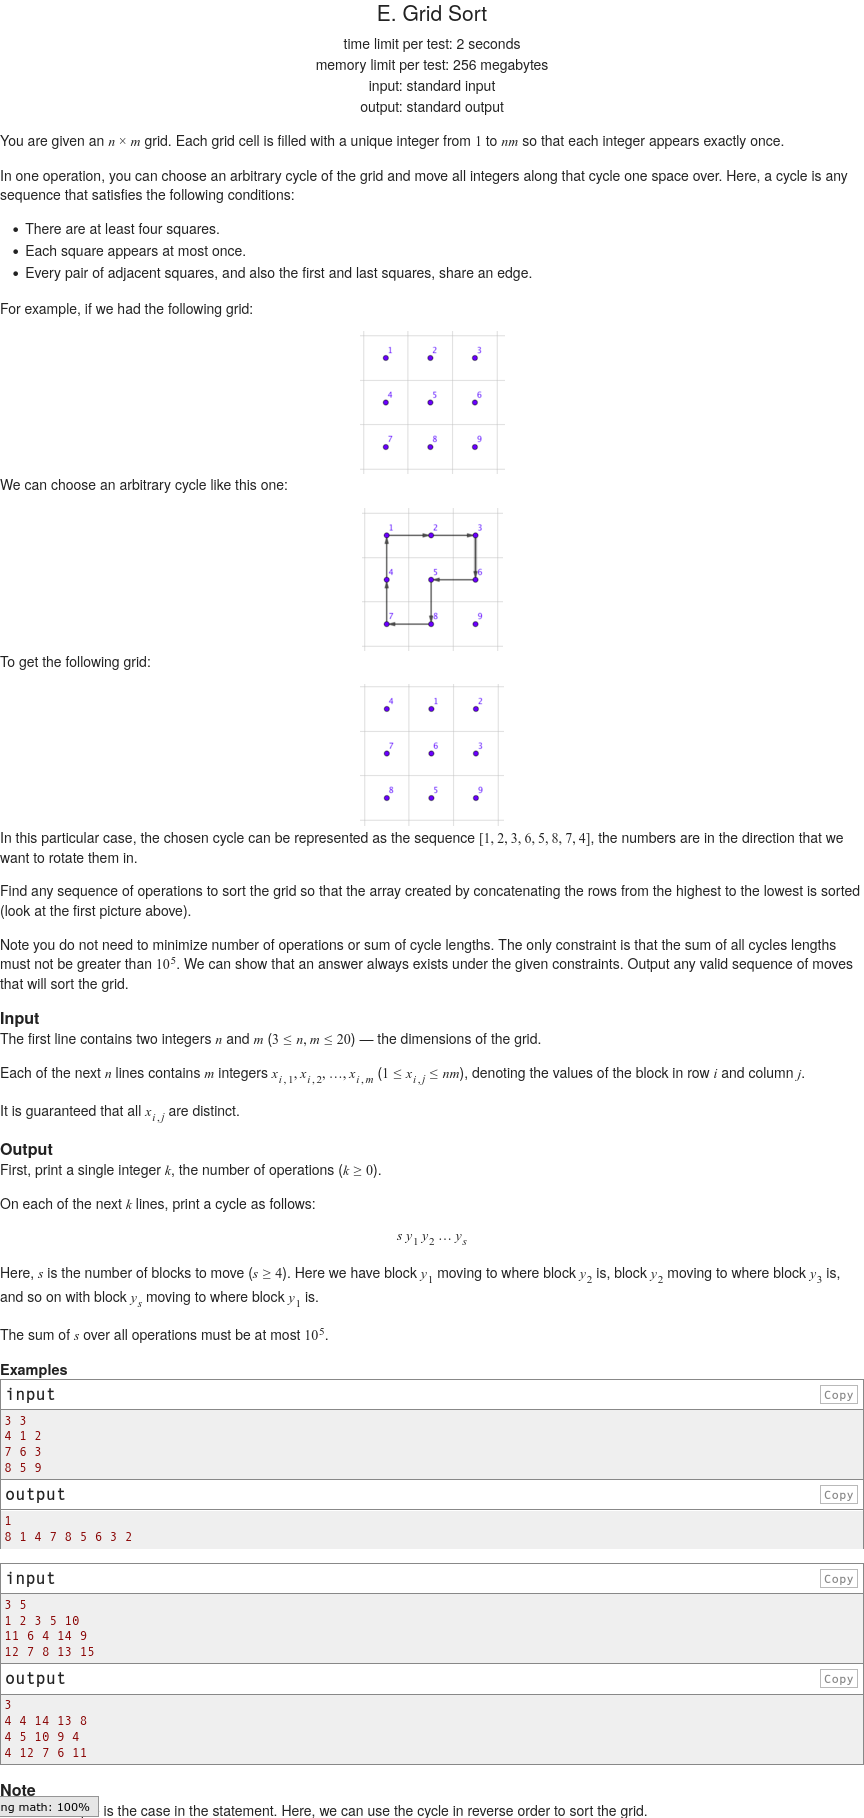 E. Grid Sort
time limit per test: 2 seconds
memory limit per test: 256 megabytes
input: standard input
output: standard output
You are given an n × m grid. Each grid cell is filled with a unique integer from 1 to nm so that each integer appears exactly once.
In one operation, you can choose an arbitrary cycle of the grid and move all integers along that cycle one space over. Here, a cycle is any
sequence that satisfies the following conditions:
• There are at least four squares.
• Each square appears at most once.
• Every pair of adjacent squares, and also the first and last squares, share an edge.
For example, if we had the following grid:
1 2 3
4 5 6
7 8 9
We can choose an arbitrary cycle like this one:
1 2 3
4 5 6
7 8 9
To get the following grid:
4 1 2
7 6 3
8 5 9
In this particular case, the chosen cycle can be represented as the sequence [1, 2, 3, 6, 5, 8, 7, 4], the numbers are in the direction that we
want to rotate them in.
Find any sequence of operations to sort the grid so that the array created by concatenating the rows from the highest to the lowest is sorted
(look at the first picture above).
Note you do not need to minimize number of operations or sum of cycle lengths. The only constraint is that the sum of all cycles lengths
must not be greater than 10^5. We can show that an answer always exists under the given constraints. Output any valid sequence of moves
that will sort the grid.
Input
The first line contains two integers n and m (3 ≤ n, m ≤ 20) — the dimensions of the grid.
Each of the next n lines contains m integers x_{i,1}, x_{i,2}, …, x_{i,m} (1 ≤ x_{i,j} ≤ nm), denoting the values of the block in row i and column j.
It is guaranteed that all x_{i,j} are distinct.
Output
First, print a single integer k, the number of operations (k ≥ 0).
On each of the next k lines, print a cycle as follows:
s y_1 y_2 … y_s
Here, s is the number of blocks to move (s ≥ 4). Here we have block y_1 moving to where block y_2 is, block y_2 moving to where block y_3 is,
and so on with block y_s moving to where block y_1 is.
The sum of s over all operations must be at most 10^5.
Examples
input
Copy
3 3
4 1 2
7 6 3
8 5 9
output
Copy
1
8 1 4 7 8 5 6 3 2
input
Copy
3 5
1 2 3 5 10
11 6 4 14 9
12 7 8 13 15
output
Copy
3
4 4 14 13 8
4 5 10 9 4
4 12 7 6 11
Note
ng math: 100%
is the case in the statement. Here, we can use the cycle in reverse order to sort the grid.